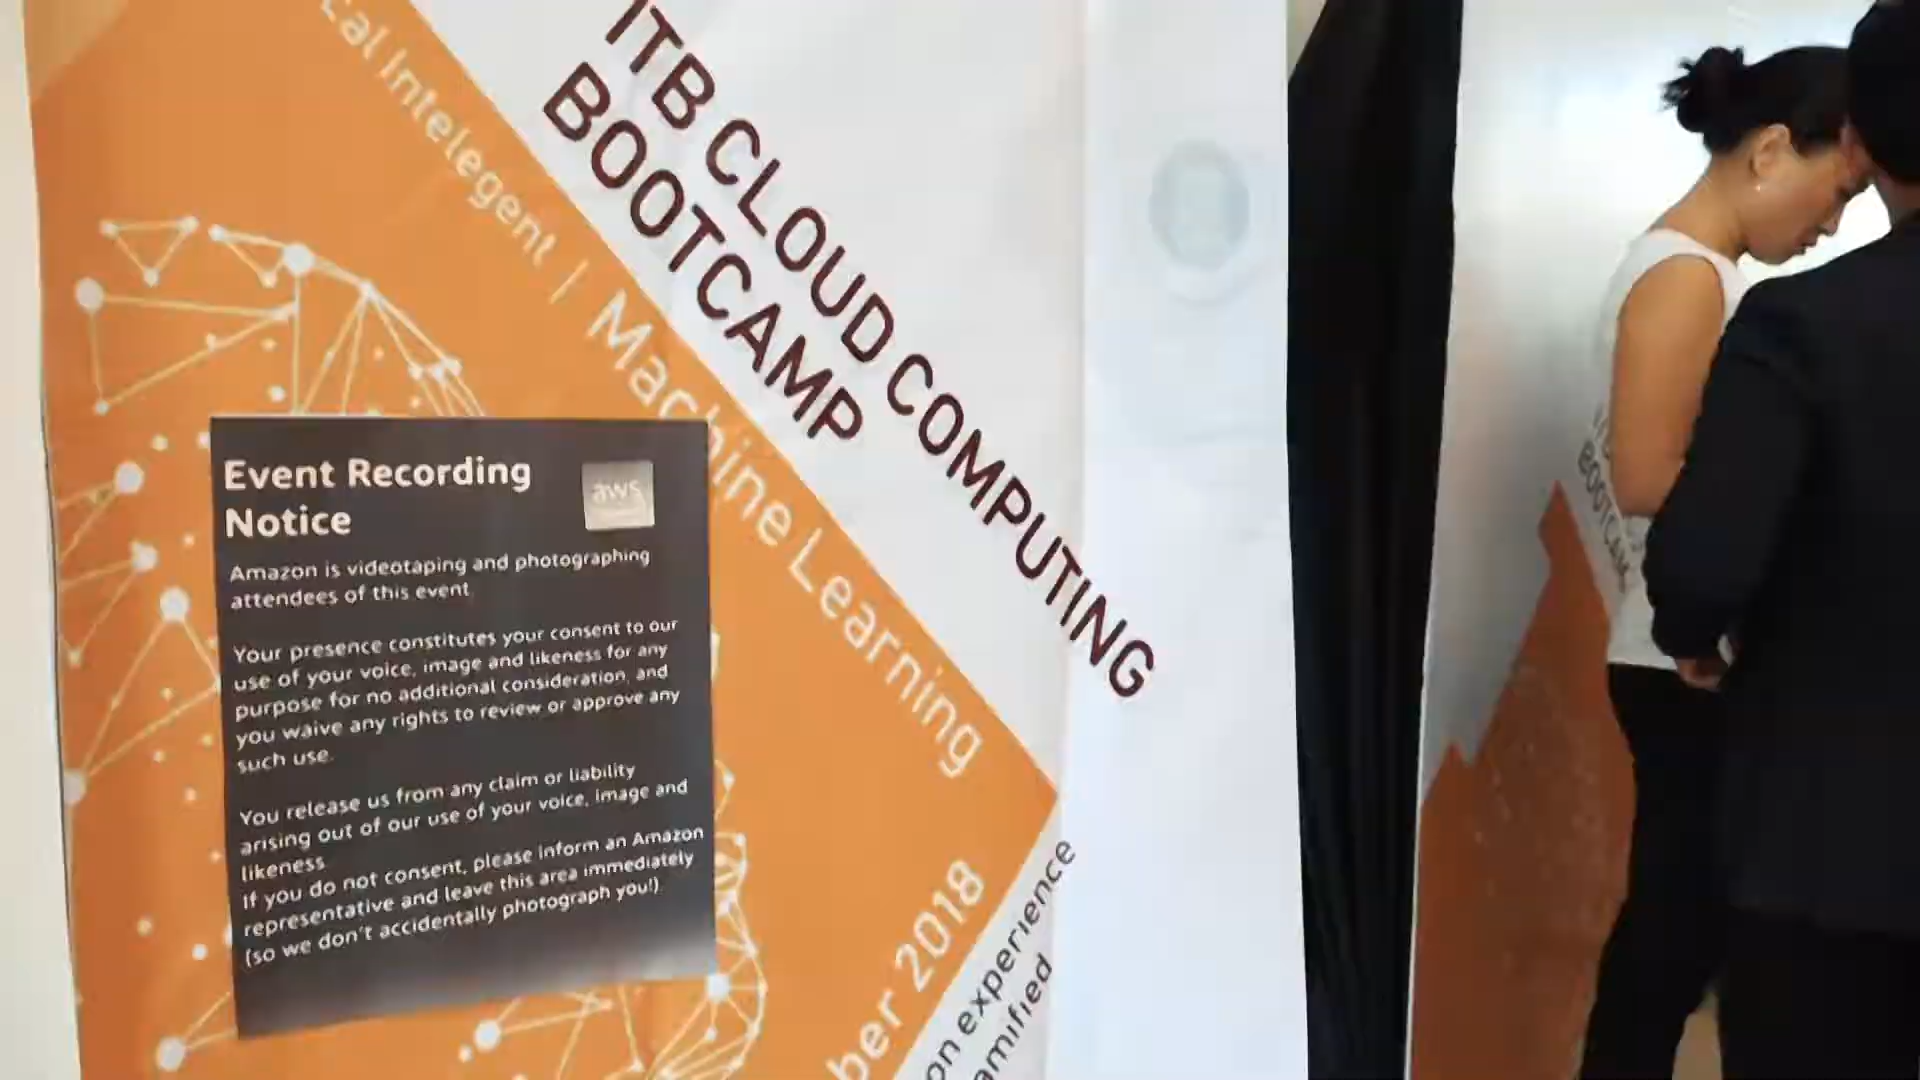 ITB CLOUD COMPUTING
BOOTCAMP
cal Intelegent | Machine Learning
Event Recording
Notice
aws
Amazon is videotaping and photographing
attendees of this event.
Your presence constitutes your consent to our
use of your voice, image and likeness for any
purpose for no additional consideration, and
you waive any rights to review or approve any
such use.
You release us from any claim or liability
arising out of our use of your voice, image and
likeness
If you do not consent, please inform an Amazon
representative and leave this area immediately
(so we don't accidentally photograph you!)
ber 2018
on experience
amified
BOOTCAM